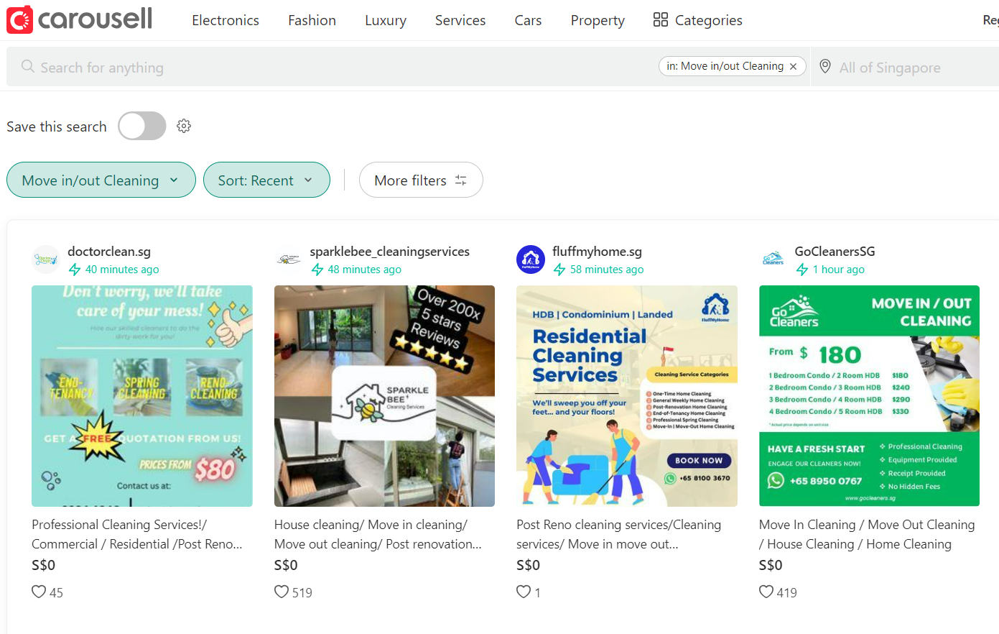 carousell
Electronics
Fashion
Luxury
Services
Cars
Property
Categories
Search for anything
in: Move in/out Cleaning
All of Singapore
Save this search
Move in/out Cleaning
Sort: Recent
More filters
doctorclean.sg
40 minutes ago
Don't worry, we'll take
care of your mess!
Hire our skilled cleaners to do the
dirty-work for you!
END-
TENANCY
SPRING
CLEANING
RENO-
CLEANING
GET A FREE QUOTATION FROM US!
PRICES FROM $80
Contact us at:
Professional Cleaning Services!/
Commercial / Residential /Post Reno...
S$0
45
sparklebee_cleaningservices
48 minutes ago
Over 200x
5 stars
Reviews
SPARKLE
BEE
Cleaning Services
House cleaning/ Move in cleaning/
Move out cleaning/ Post renovation...
S$0
519
fluffmyhome.sg
58 minutes ago
HDB | Condominium | Landed
FluffMyHome
Residential
Cleaning
Services
We'll sweep you off your
feet... and your floors!
Cleaning Service Categories
One-Time Home Cleaning
General Weekly Home Cleaning
Post-Renovation Home Cleaning
End-of-Tenancy Home Cleaning
Professional Spring Cleaning
Move-In | Move-Out Home Cleaning
BOOK NOW
+65 8100 3670
Post Reno cleaning services/Cleaning
services/ Move in move out...
S$0
1
GoCleanersSG
1 hour ago
Go
Cleaners
MOVE IN / OUT
CLEANING
From $ 180
1 Bedroom Condo / 2 Room HDB $180
2 Bedroom Condo / 3 Room HDB $240
3 Bedroom Condo / 4 Room HDB $290
4 Bedroom Condo / 5 Room HDB $330
*Actual price depends on unit size
HAVE A FRESH START
ENGAGE OUR CLEANERS NOW!
+65 8950 0767
Professional Cleaning
Equipment Provided
Receipt Provided
No Hidden Fees
www.gocleaners.sg
Move In Cleaning / Move Out Cleaning
/ House Cleaning / Home Cleaning
S$0
419